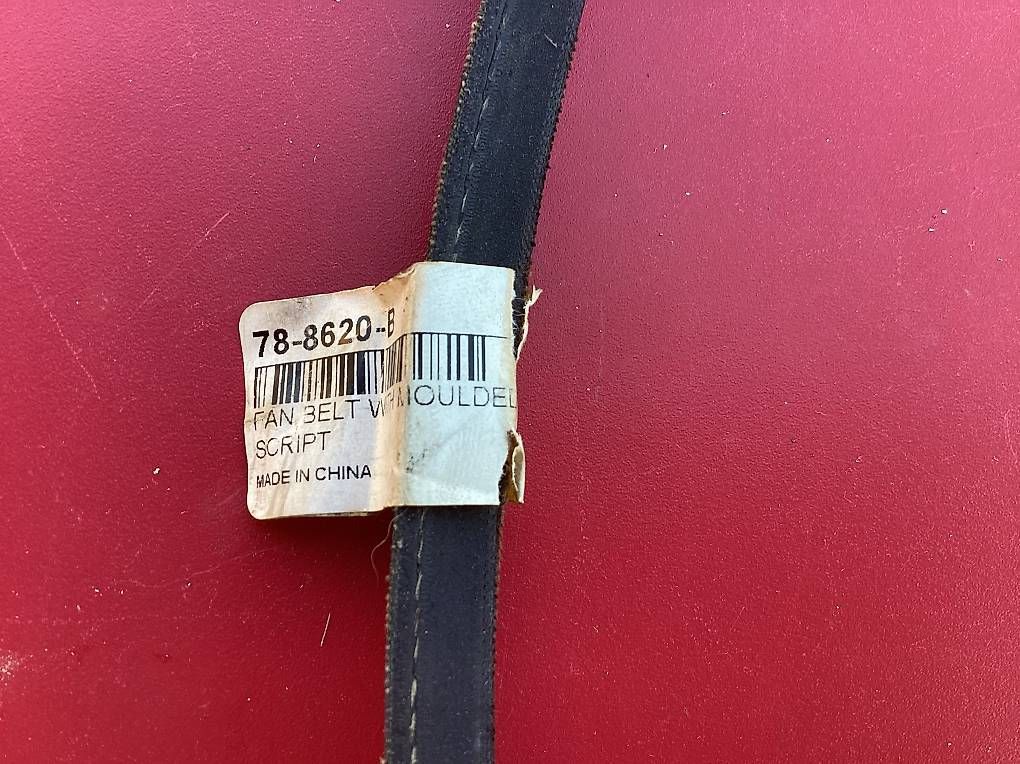 78-8620-B
FAN BELT W/ MOULDED
SCRIPT
MADE IN CHINA